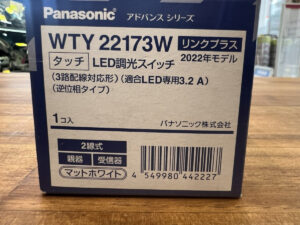 Panasonic アドバンス シリーズ
WTY 22173W リンクプラス
タッチ LED調光スイッチ 2022年モデル
(3路配線対応形)(適合LED専用3.2 A)
(逆位相タイプ)
1コ入 パナソニック株式会社
2線式
親器 受信器
マットホワイト
4 549980 442227